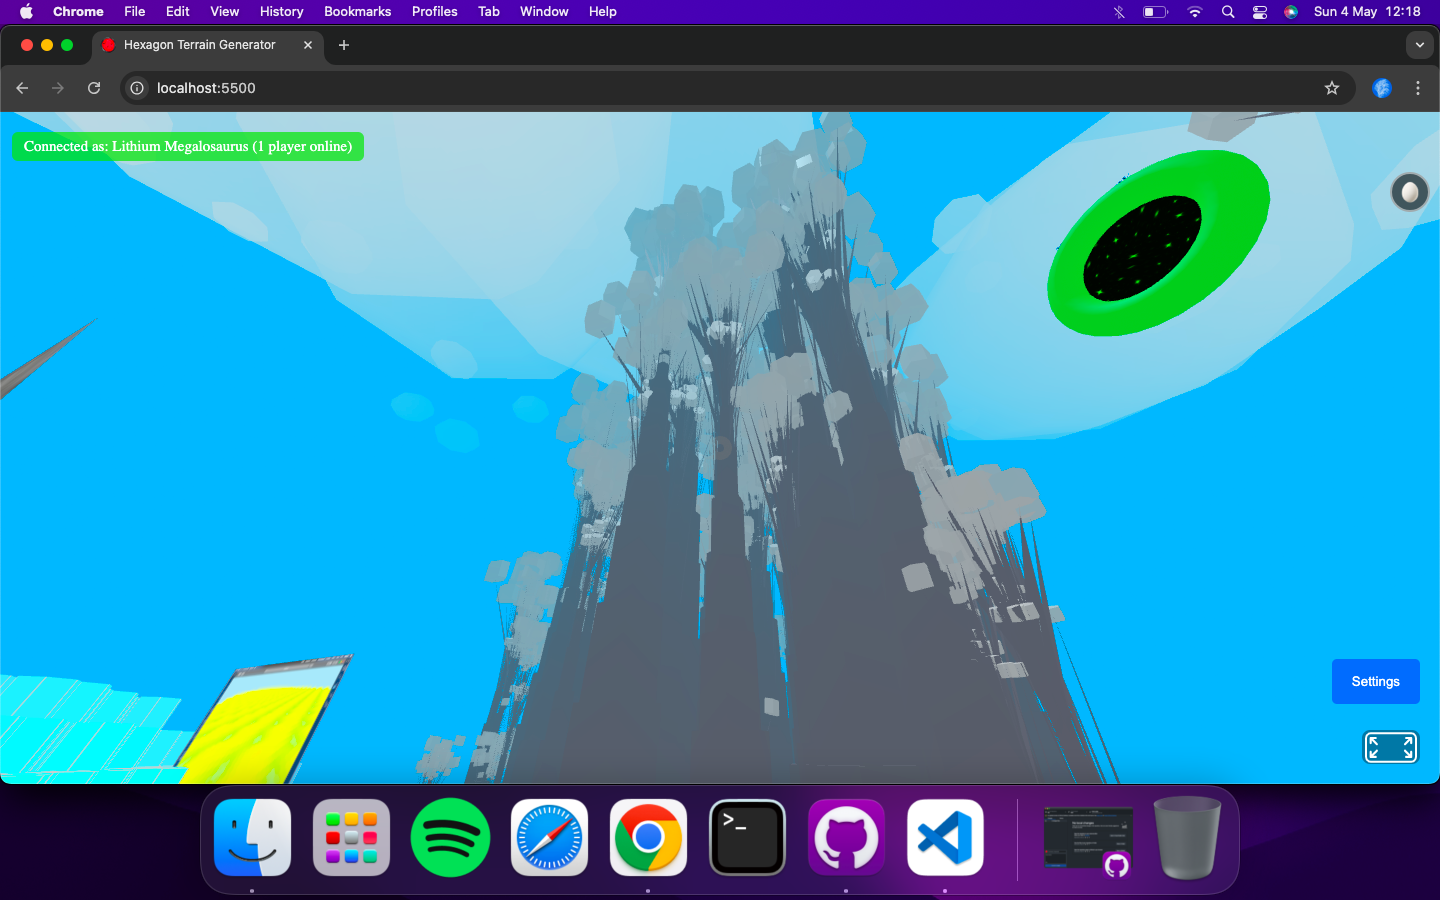 Chrome File Edit View History Bookmarks Profiles Tab Window Help Sun 4 May 12:18
Hexagon Terrain Generator
localhost:5500
Connected as: Lithium Megalosaurus (1 player online)
Settings
>_